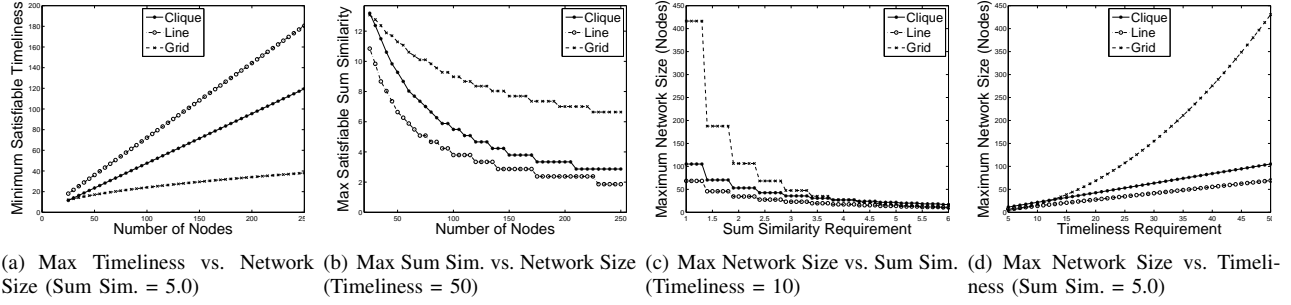 Minimum Satisfiable Timeliness
200
180
160
140
120
100
80
60
40
20
0
0 50 100 150 200 250
Number of Nodes
Clique
Line
Grid
Max Satisfiable Sum Similarity
12
10
8
6
4
2
0
50 100 150 200 250
Number of Nodes
Clique
Line
Grid
Maximum Network Size (Nodes)
450
400
350
300
250
200
150
100
50
0
1 1.5 2 2.5 3 3.5 4 4.5 5 5.5 6
Sum Similarity Requirement
Clique
Line
Grid
Maximum Network Size (Nodes)
450
400
350
300
250
200
150
100
50
0
5 10 15 20 25 30 35 40 45 50
Timeliness Requirement
Clique
Line
Grid
(a) Max Timeliness vs. Network
Size (Sum Sim. = 5.0)
(b) Max Sum Sim. vs. Network Size
(Timeliness = 50)
(c) Max Network Size vs. Sum Sim.
(Timeliness = 10)
(d) Max Network Size vs. Timeli-
ness (Sum Sim. = 5.0)